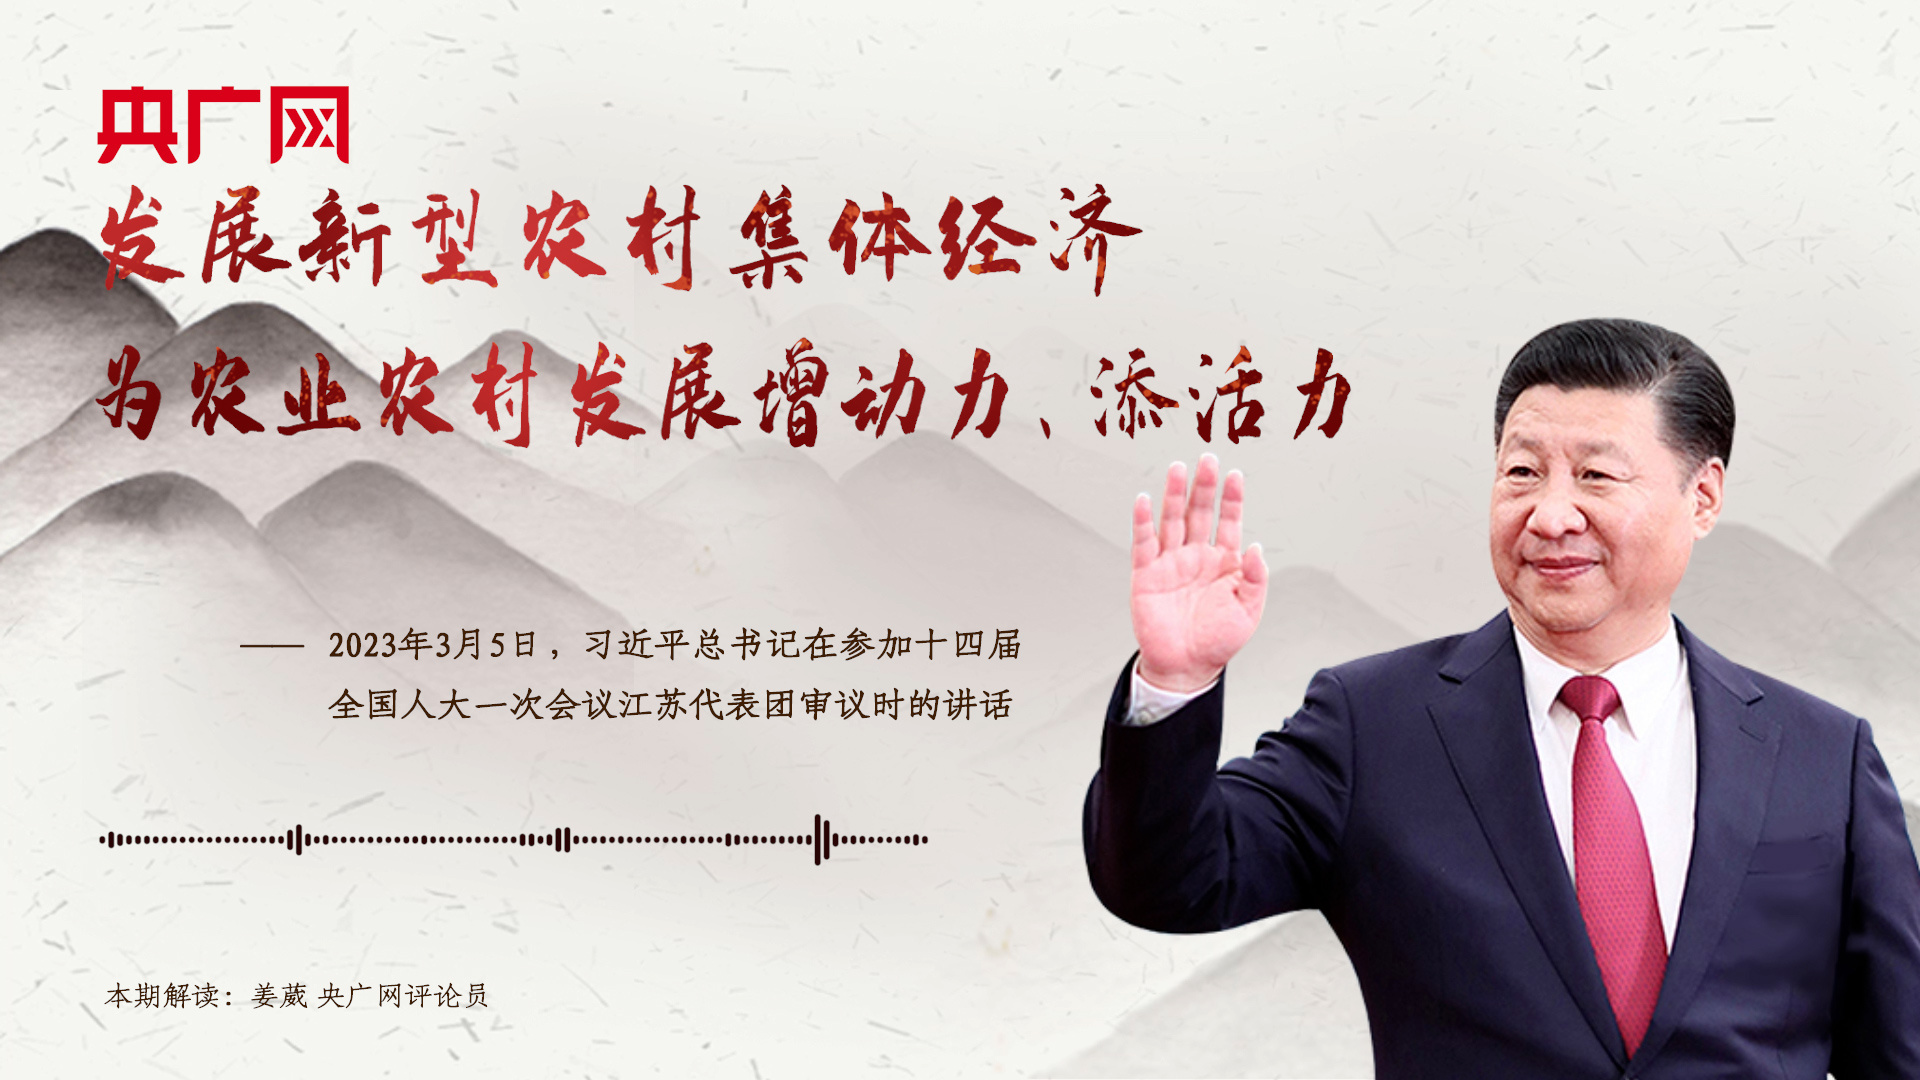 央广网
发展新型农村集体经济
为农业农村发展增动力、添活力
—— 2023年3月5日，习近平总书记在参加十四届
全国人大一次会议江苏代表团审议时的讲话
本期解读：姜葳 央广网评论员